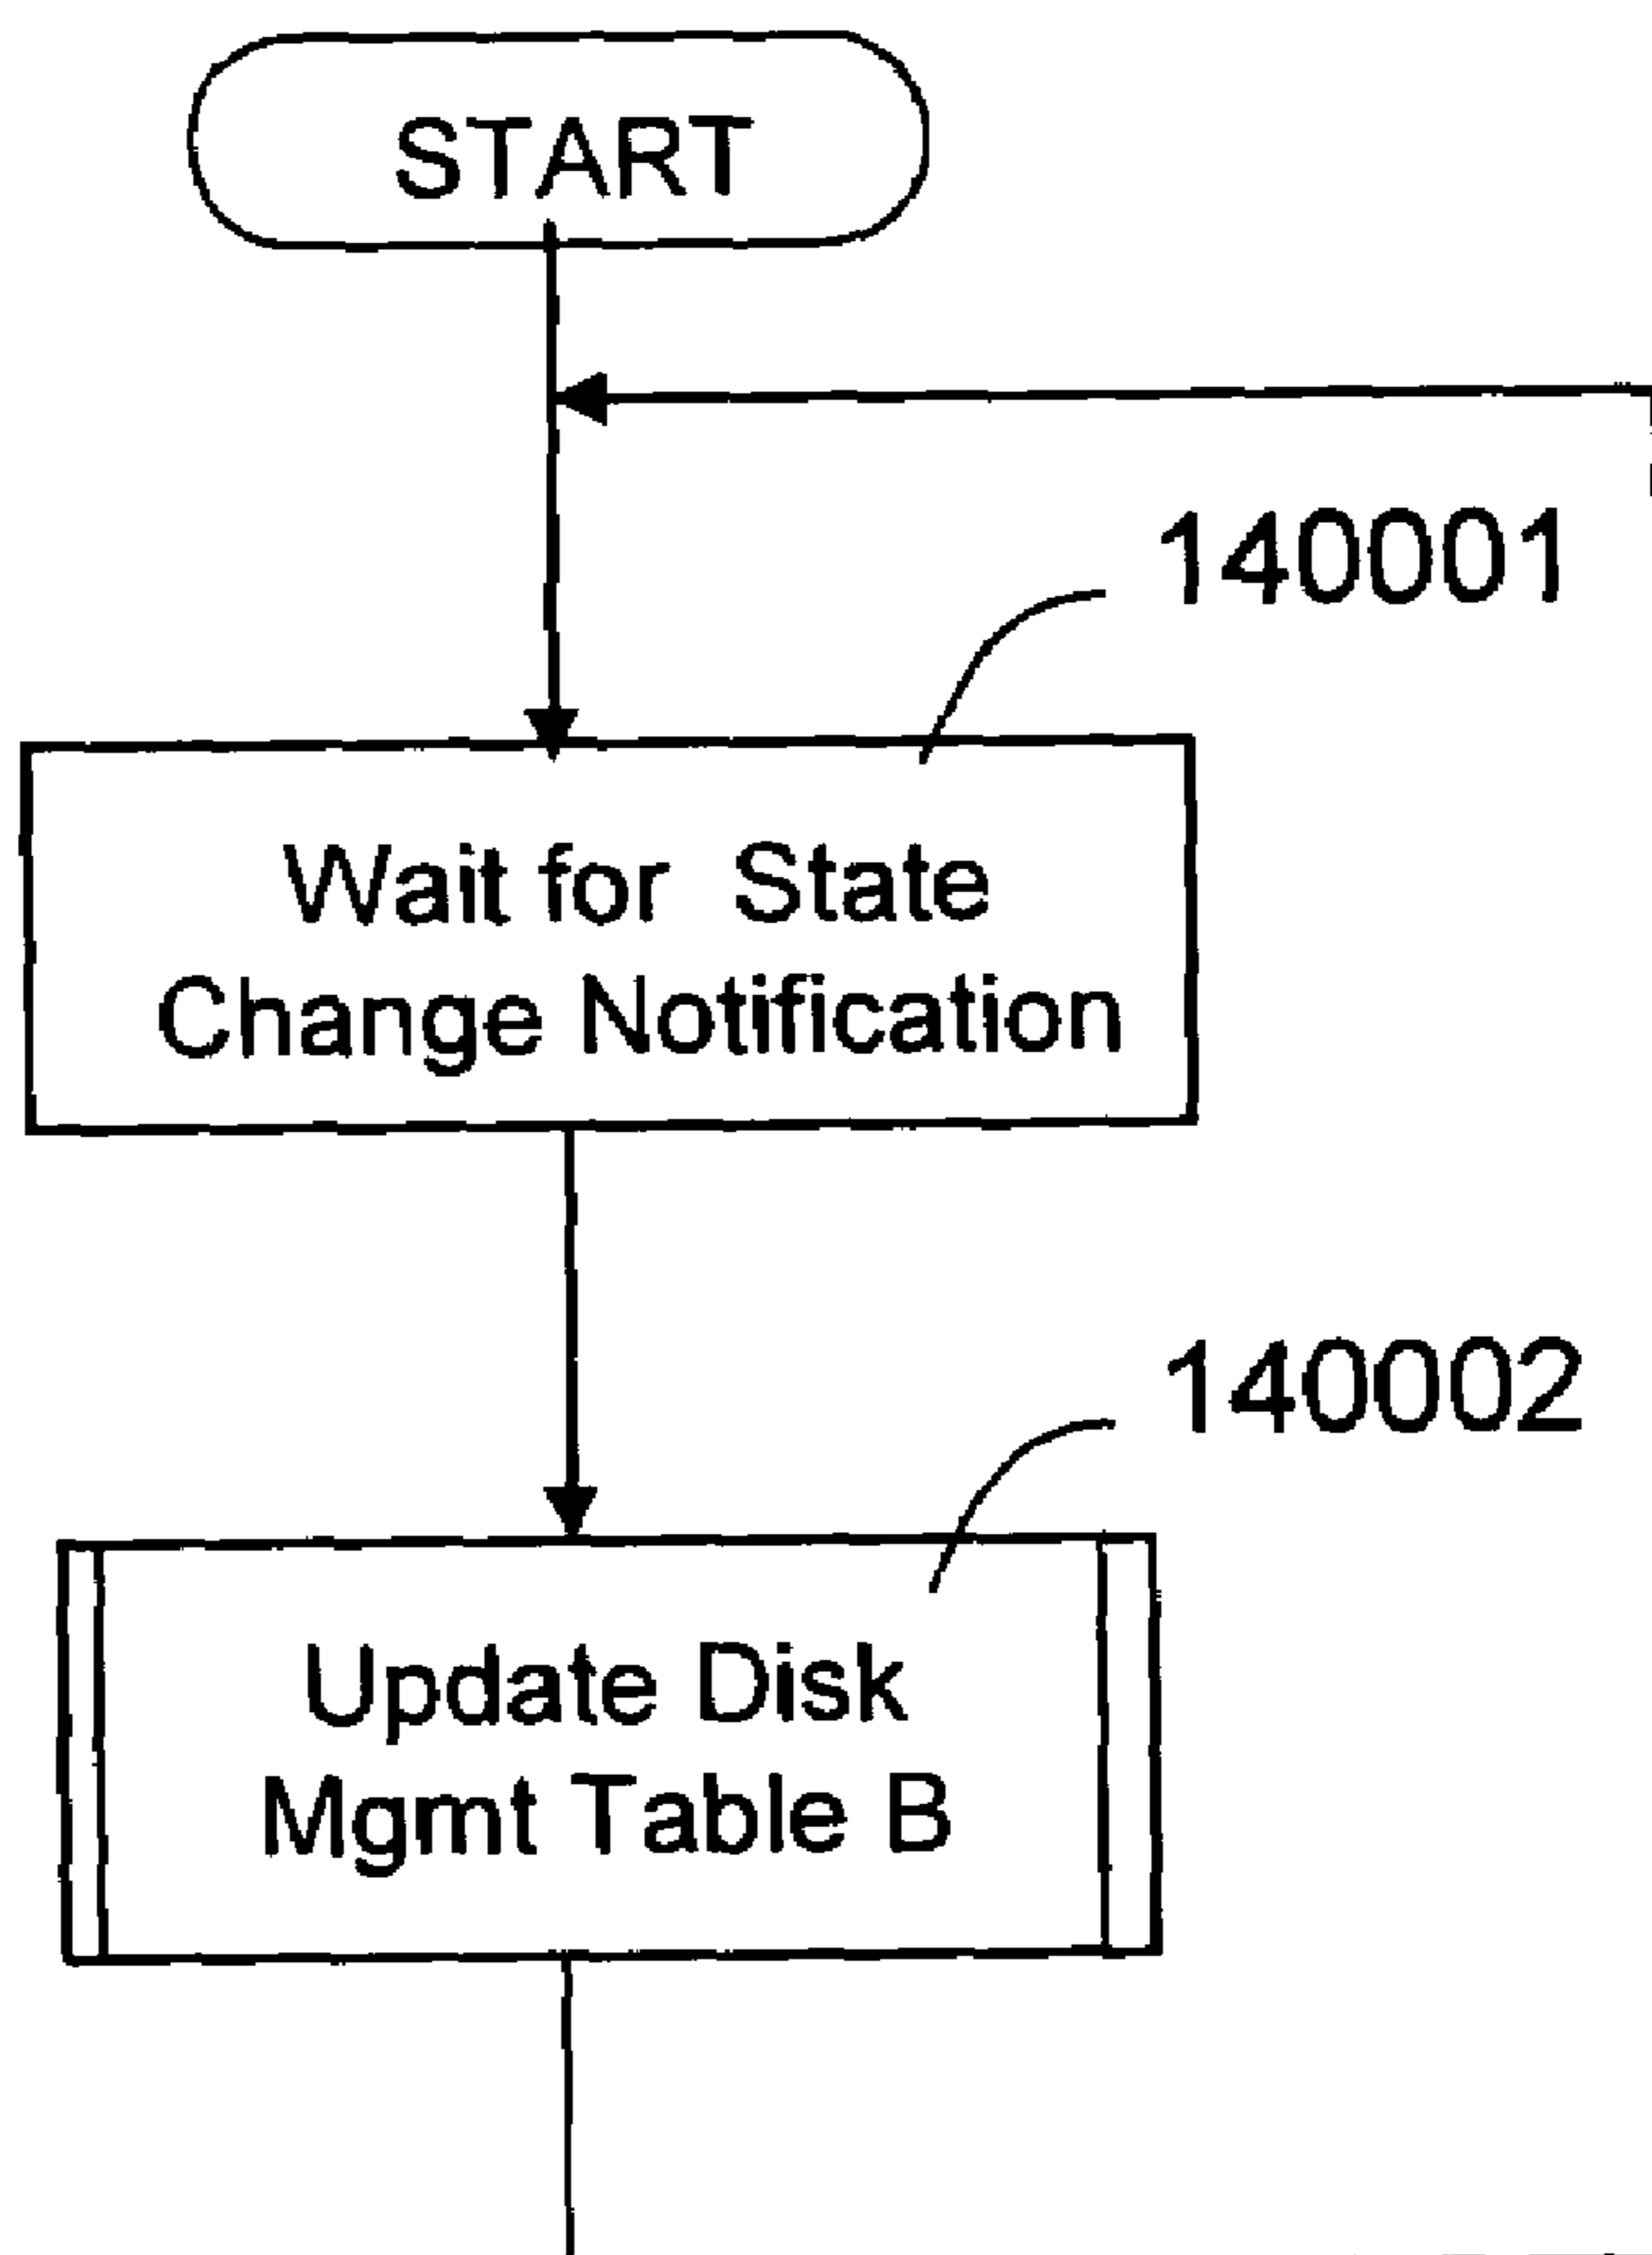 START
140001
Wait for State
Change Notification
140002
Update Disk
Mgmt Table B